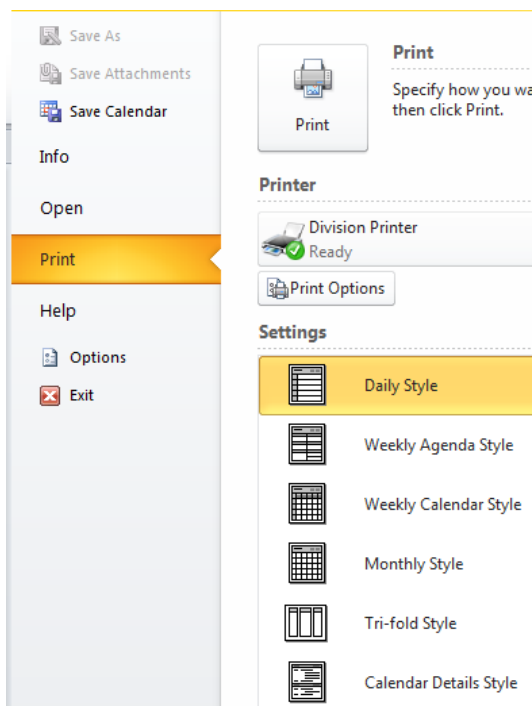 Save As
Save Attachments
Save Calendar
Info
Open
Print
Help
Options
Exit
Print
Print
Specify how you wa
then click Print.
Printer
Division Printer
Ready
Print Options
Settings
Daily Style
Weekly Agenda Style
Weekly Calendar Style
Monthly Style
Tri-fold Style
Calendar Details Style